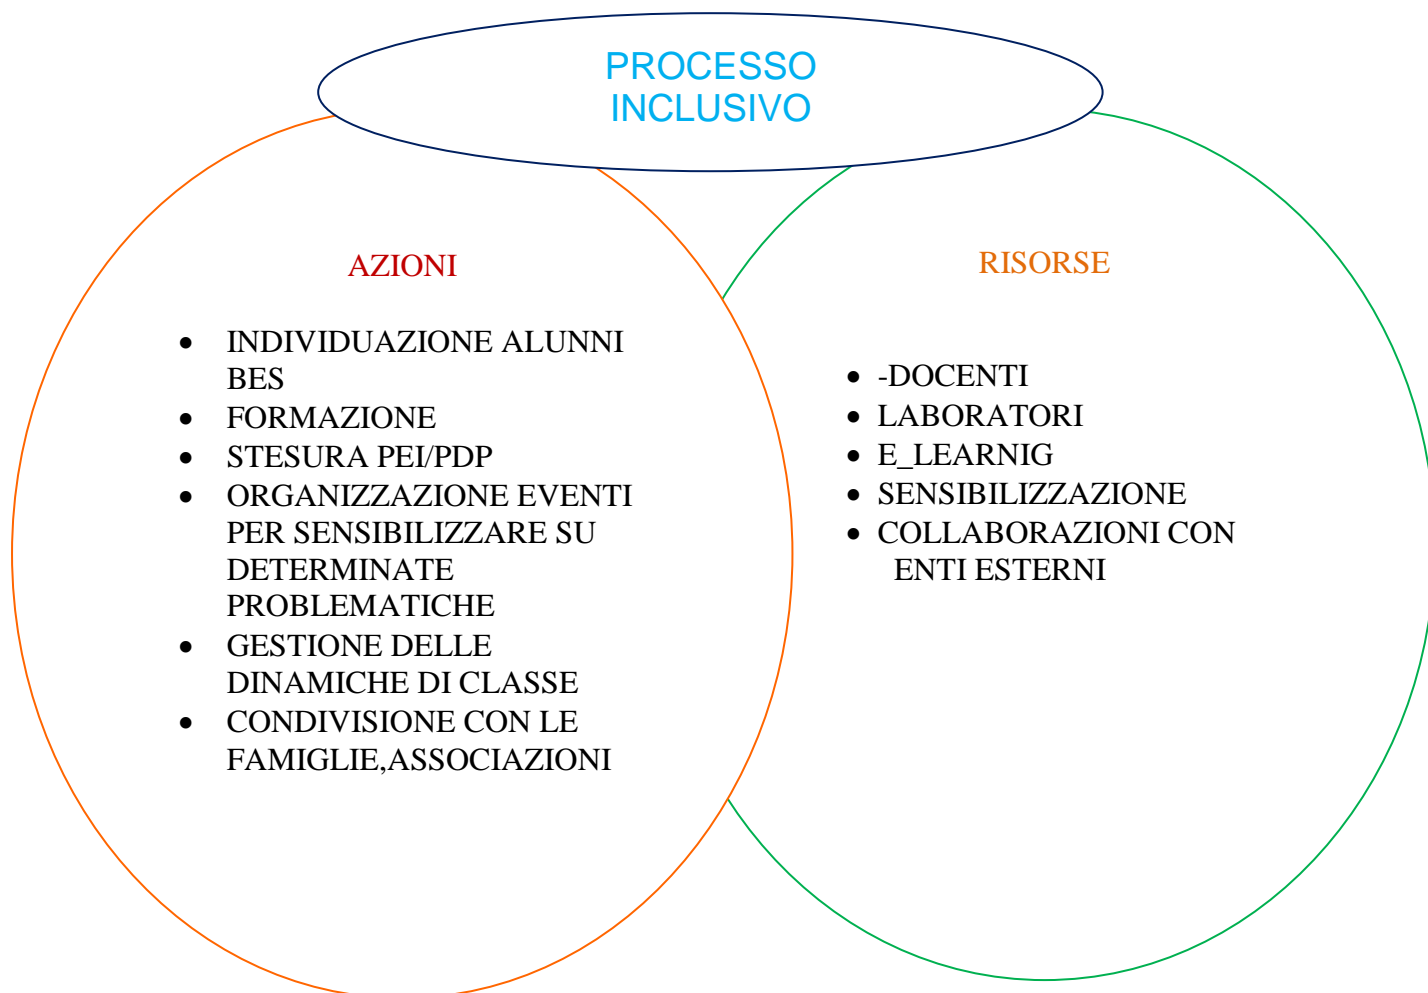 PROCESSO
INCLUSIVO
AZIONI
• INDIVIDUAZIONE ALUNNI
BES
• FORMAZIONE
• STESURA PEI/PDP
• ORGANIZZAZIONE EVENTI
PER SENSIBILIZZARE SU
DETERMINATE
PROBLEMATICHE
• GESTIONE DELLE
DINAMICHE DI CLASSE
• CONDIVISIONE CON LE
FAMIGLIE,ASSOCIAZIONI
RISORSE
• -DOCENTI
• LABORATORI
• E_LEARNIG
• SENSIBILIZZAZIONE
• COLLABORAZIONI CON
ENTI ESTERNI